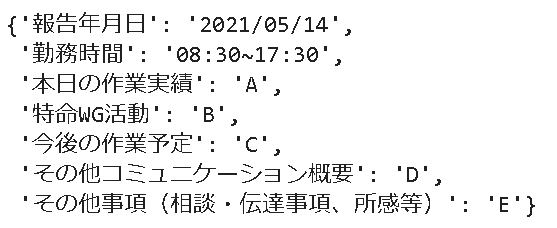 {'報告年月日': '2021/05/14',
'勤務時間': '08:30~17:30',
'本日の作業実績': 'A',
'特命WG活動': 'B',
'今後の作業予定': 'C',
'その他コミュニケーション概要': 'D',
'その他事項（相談・伝達事項、所感等）': 'E'}